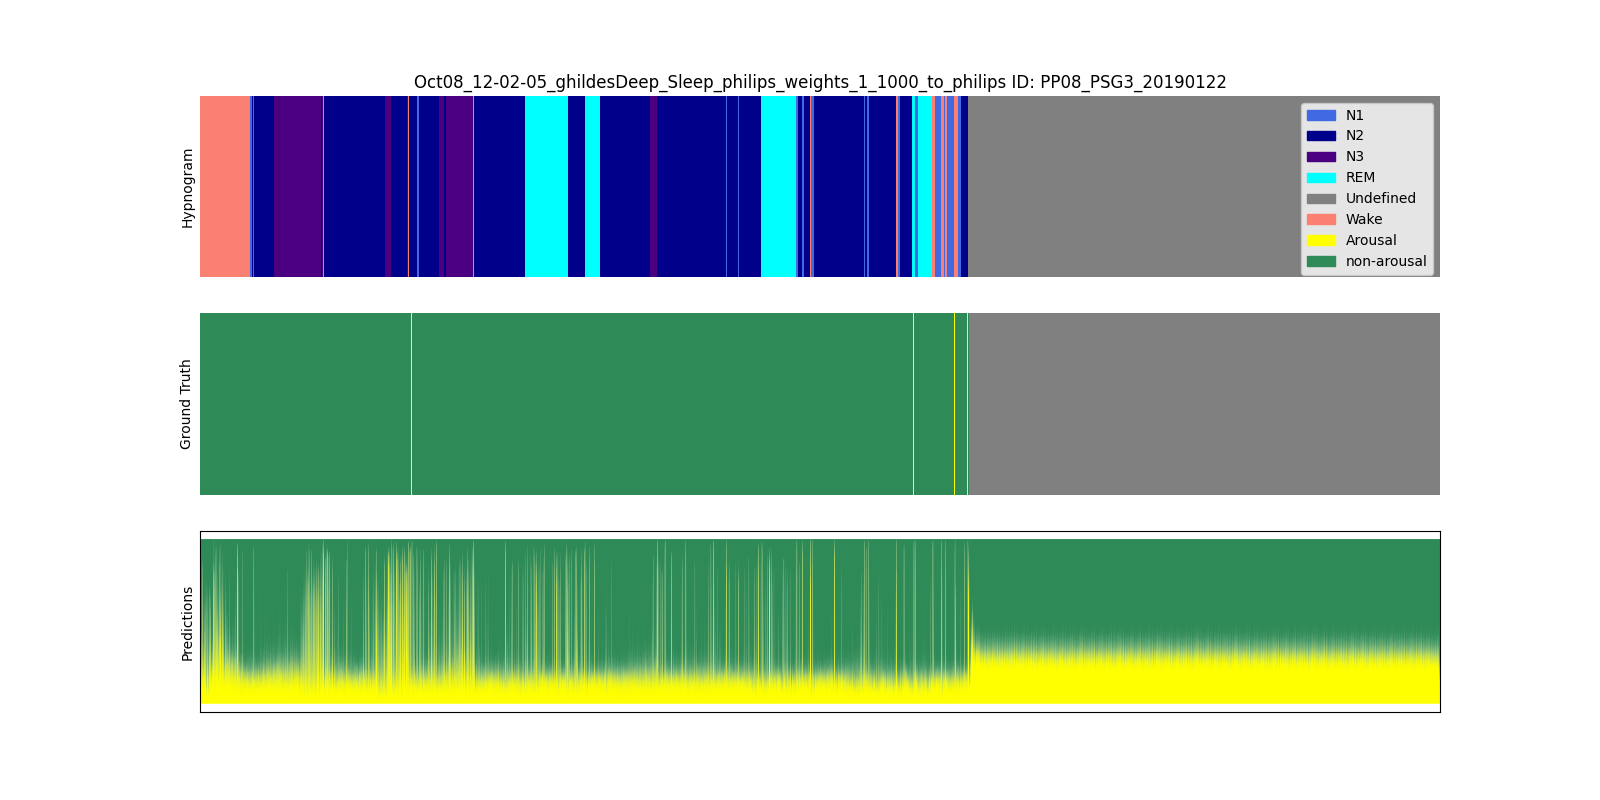 Oct08_12-02-05_ghildesDeep_Sleep_philips_weights_1_1000_to_philips ID: PP08_PSG3_20190122
Hypnogram
N1
N2
N3
REM
Undefined
Wake
Arousal
non-arousal
Ground Truth
Predictions